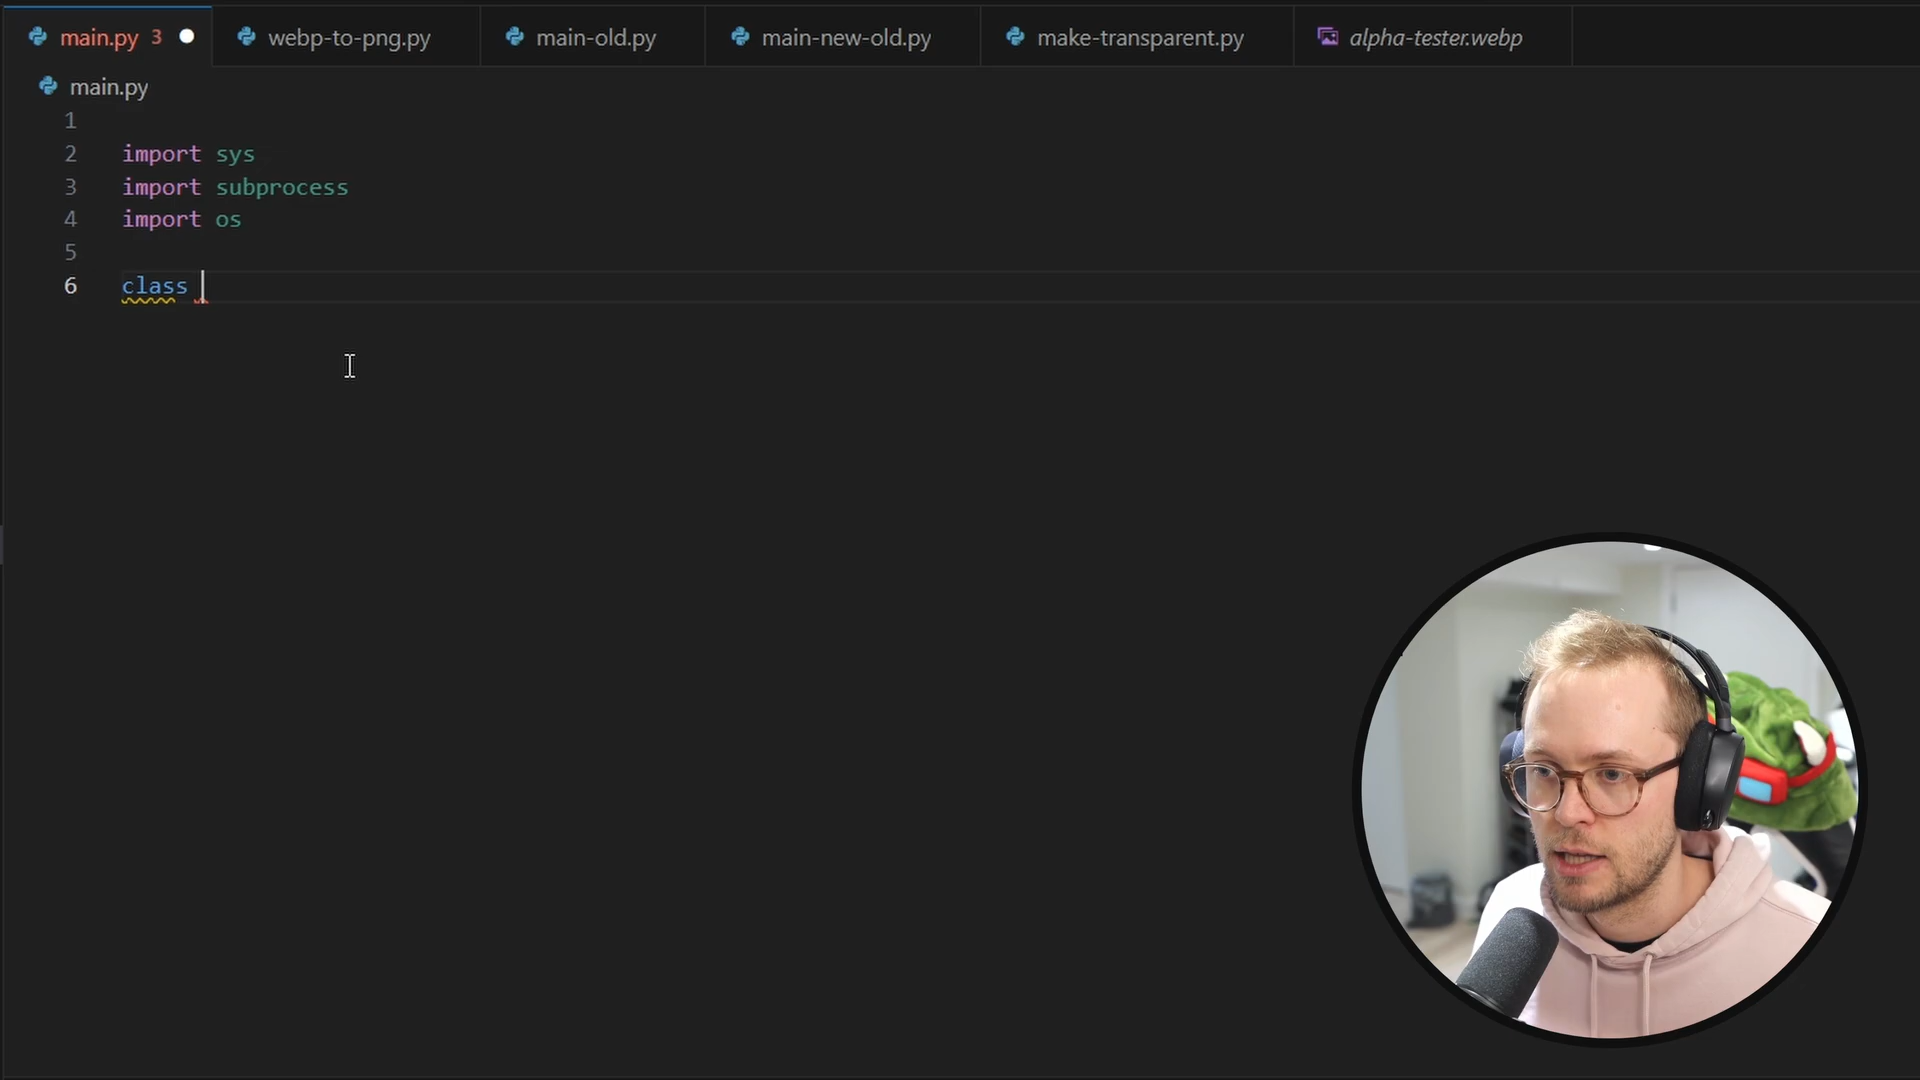 main.py 3 webp-to-png.py main-old.py main-new-old.py make-transparent.py alpha-tester.webp
main.py
1
2 import sys
3 import subprocess
4 import os
5
6 class